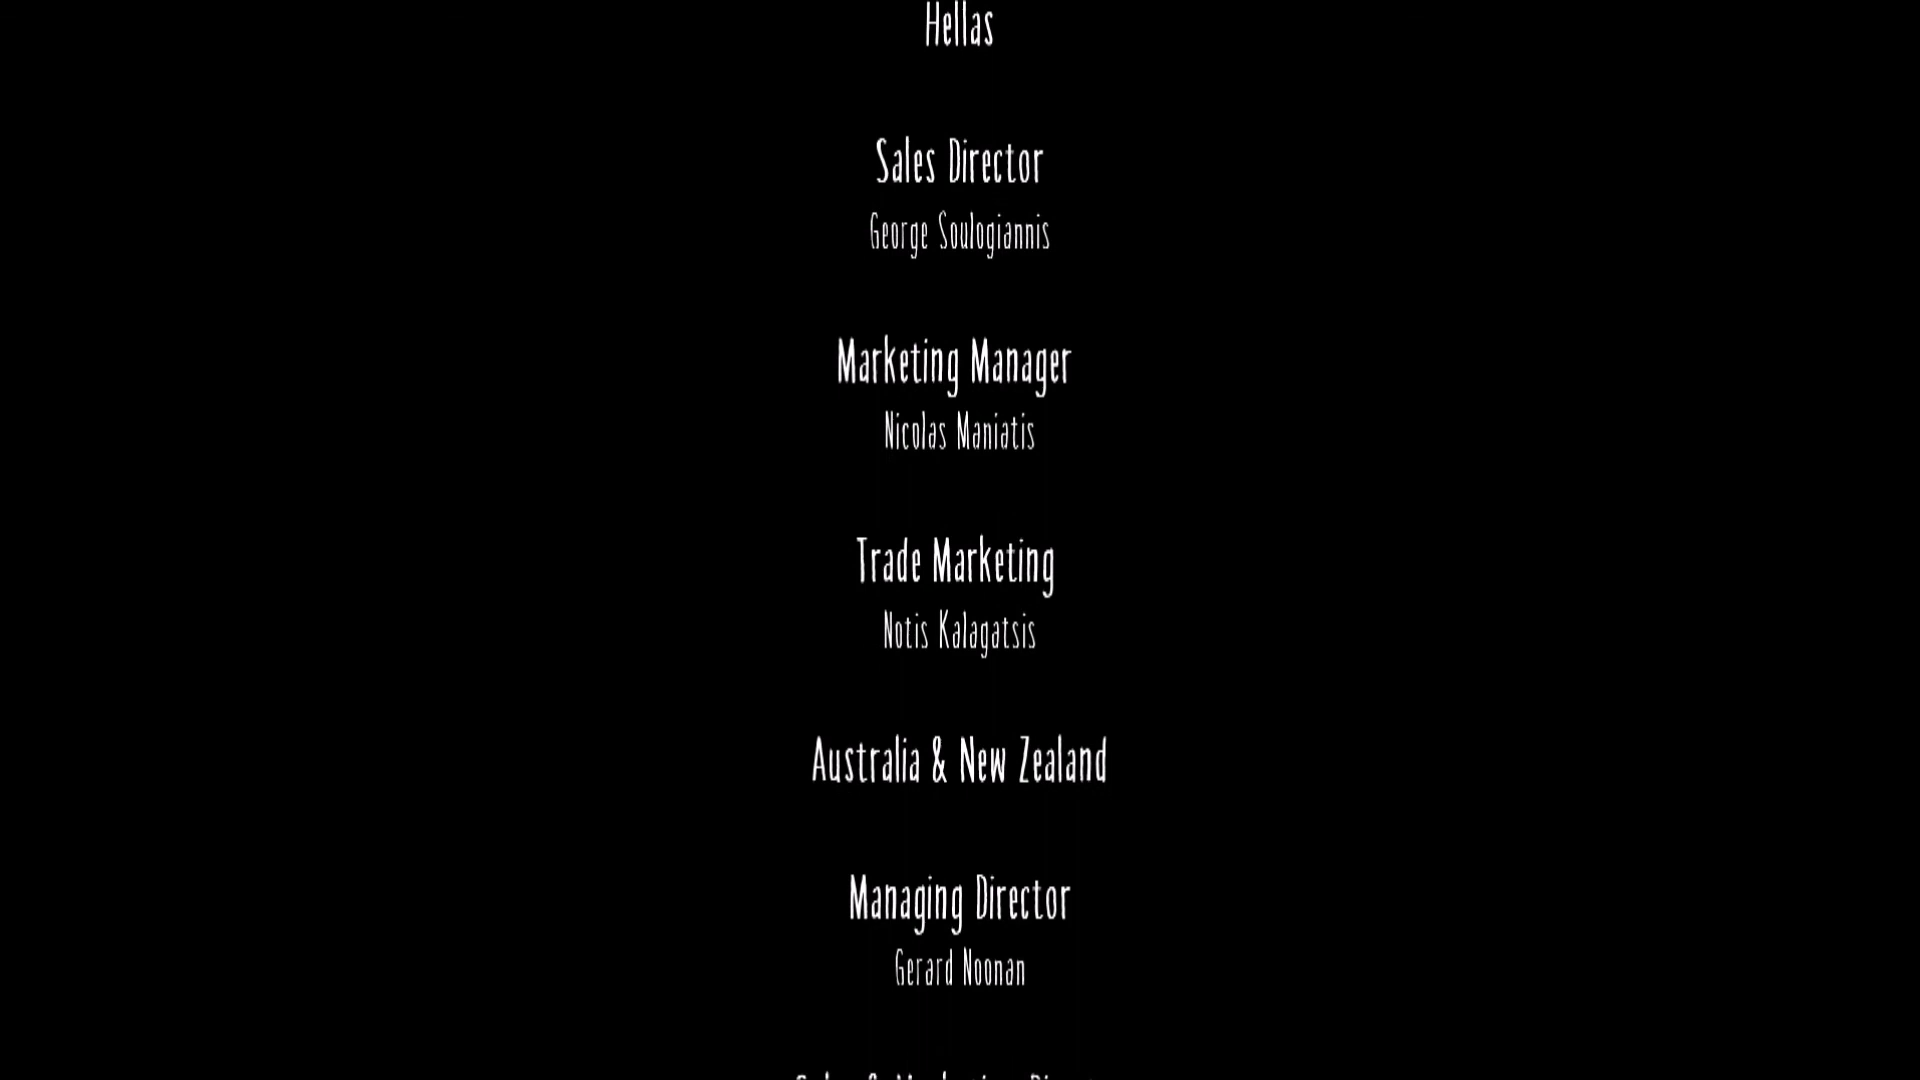 Hellas
Sales Director
George Soulogiannis
Marketing Manager
Nicolas Maniatis
Trade Marketing
Notis Kalagatsis
Australia & New Zealand
Managing Director
Gerard Noonan